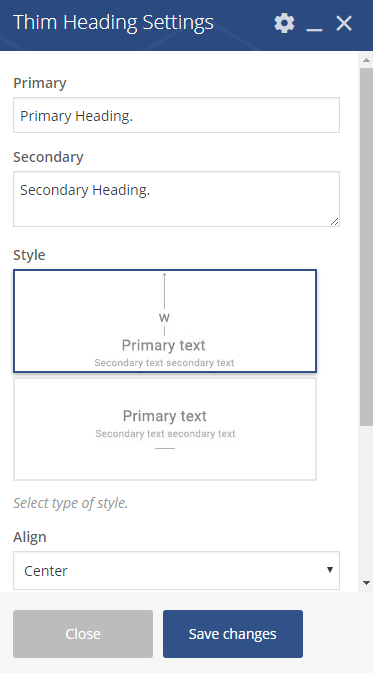 Thim Heading Settings
Primary
Primary Heading.
Secondary
Secondary Heading.
Style
W
Primary text
Secondary text secondary text
Primary text
Secondary text secondary text
Select type of style.
Align
Center
Close
Save changes